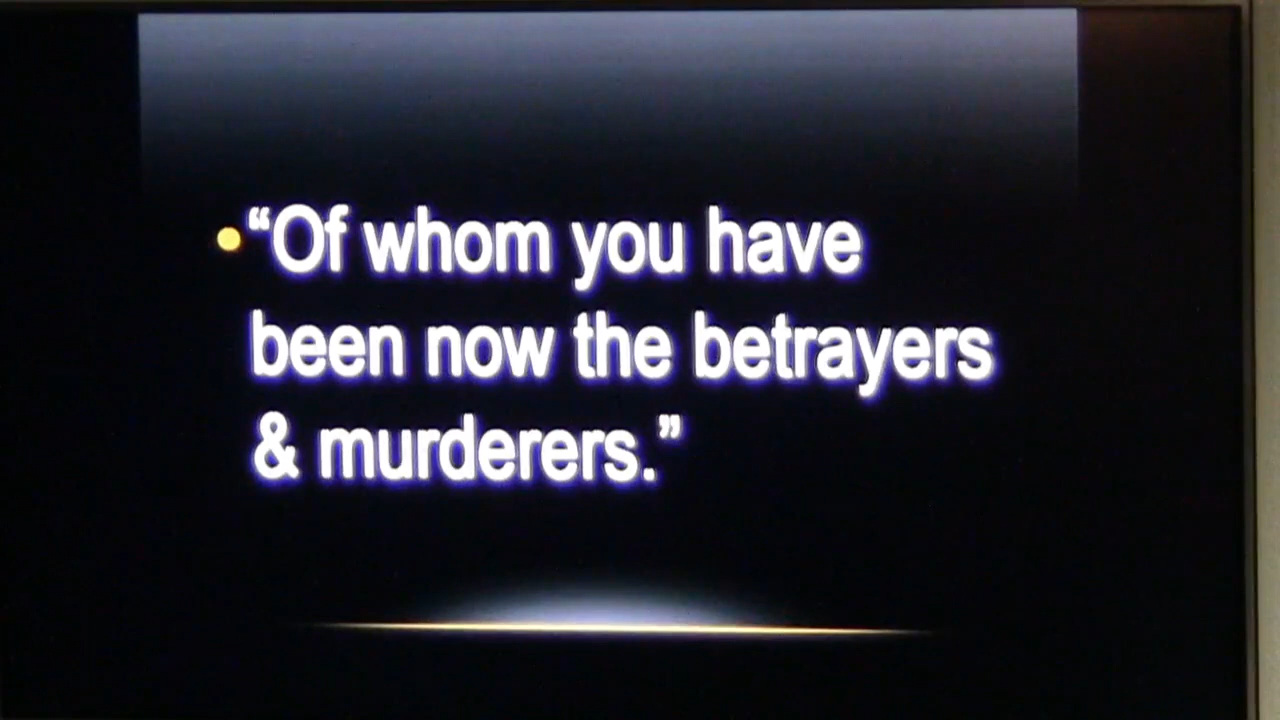 • “Of whom you have
been now the betrayers
& murderers.”